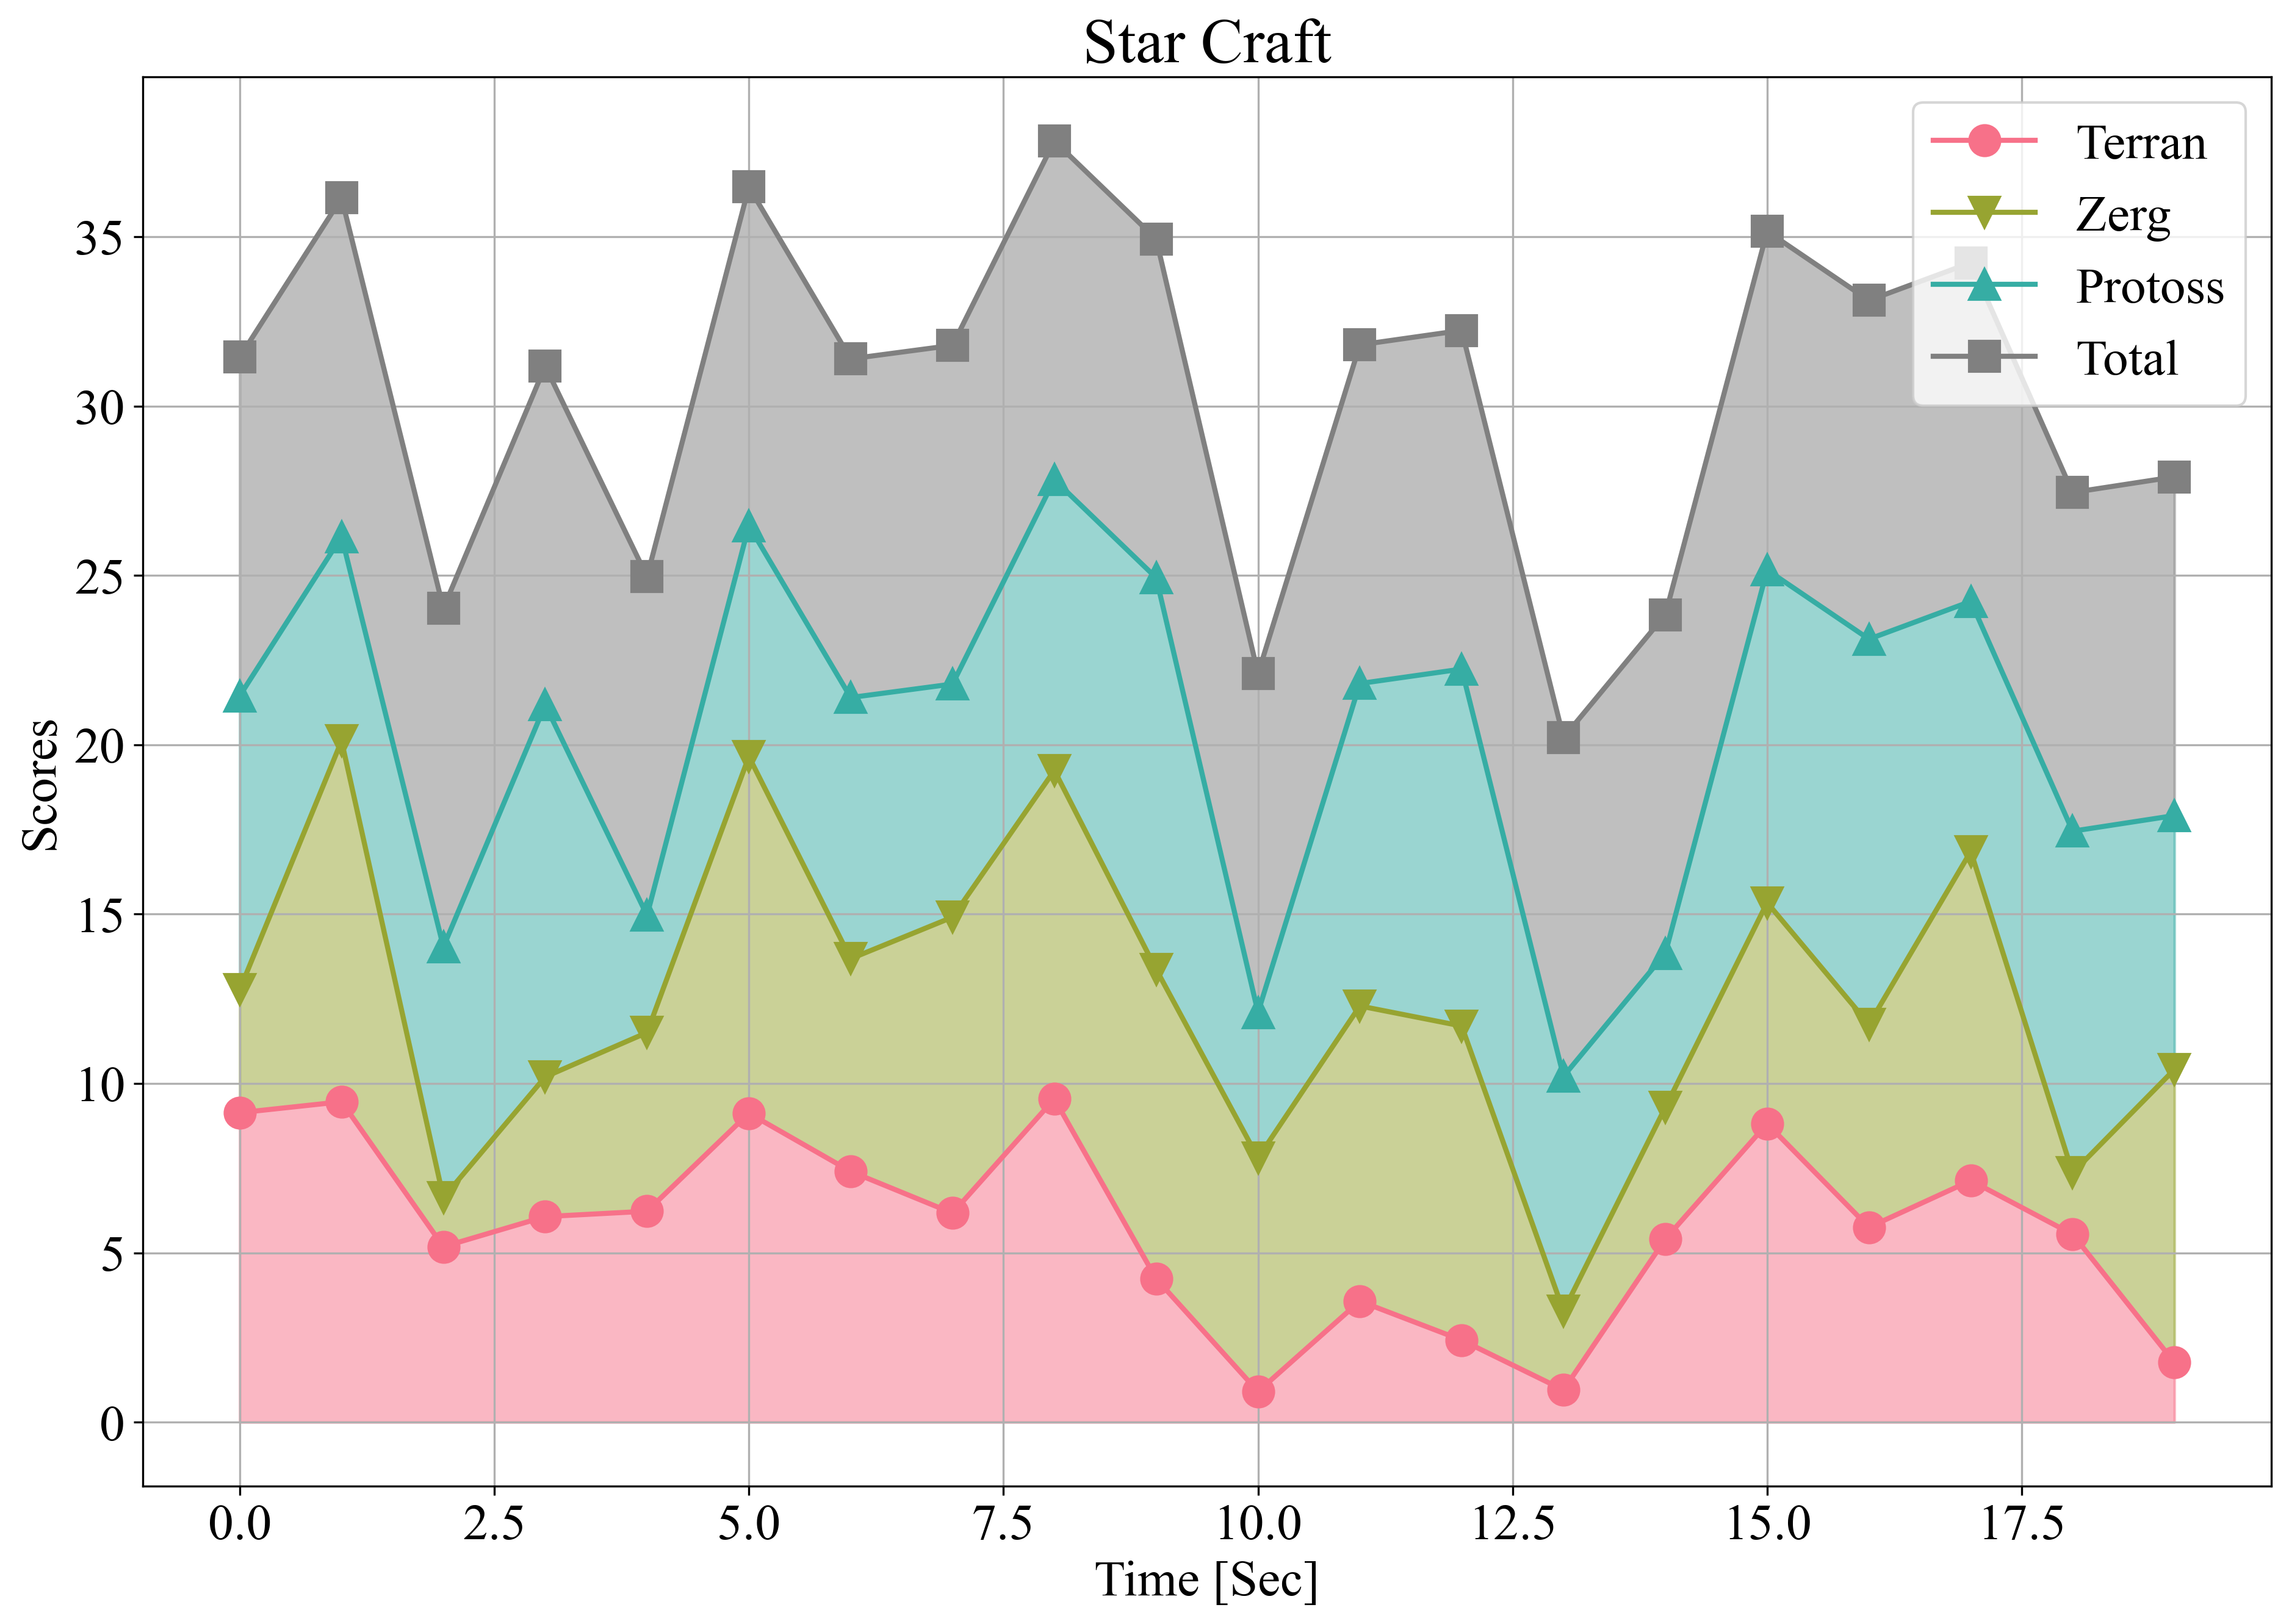 Star Craft
Terran
Zerg
Protoss
Total
35
30
25
20
15
10
5
0
Scores
0.0 2.5 5.0 7.5 10.0 12.5 15.0 17.5
Time [Sec]